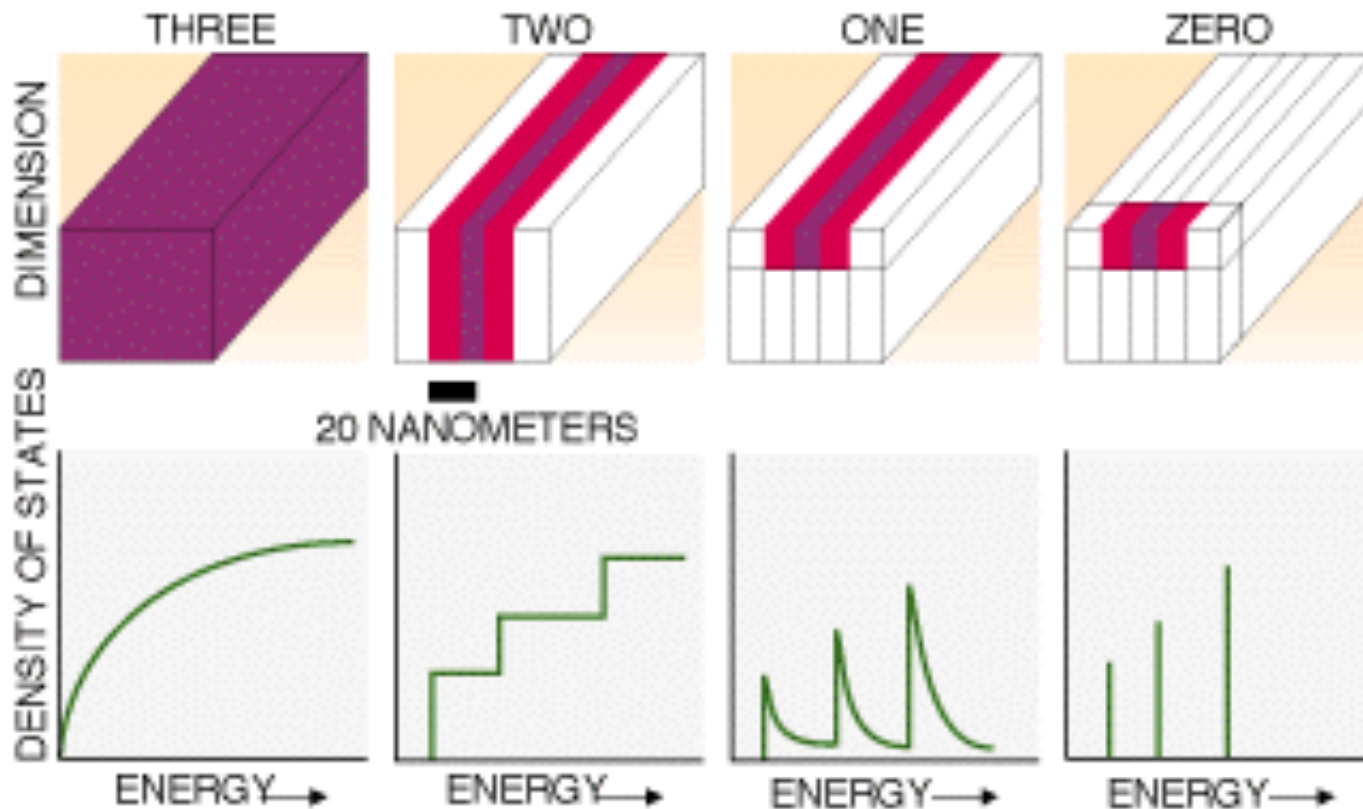 THREE
TWO
ONE
ZERO
DIMENSION
20 NANOMETERS
DENSITY OF STATES
ENERGY
ENERGY
ENERGY
ENERGY